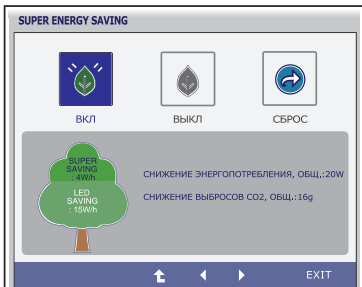 SUPER ENERGY SAVING
ВКЛ ВЫКЛ СБРОС
SUPER
SAVING
: 4W/h
LED
SAVING
: 15W/h
СНИЖЕНИЕ ЭНЕРГОПОТРЕБЛЕНИЯ, ОБЩ.:20W
СНИЖЕНИЕ ВЫБРОСОВ СО2, ОБЩ.:16g
EXIT